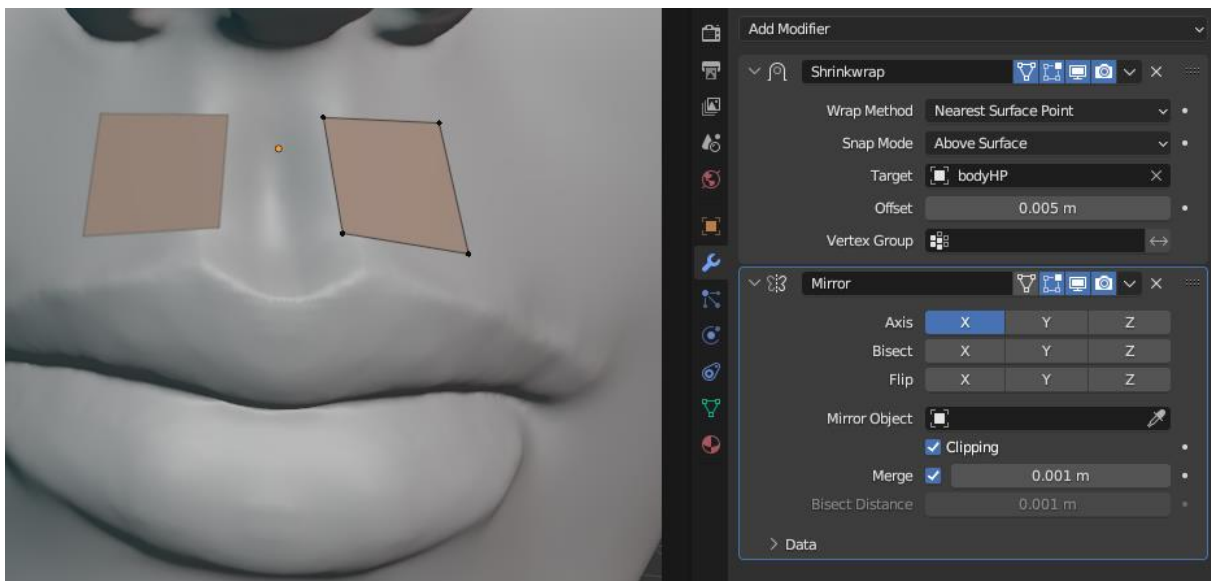 Add Modifier
Shrinkwrap
Wrap Method Nearest Surface Point
Snap Mode Above Surface
Target bodyHP
Offset 0.005 m
Vertex Group
Mirror
Axis X Y Z
Bisect X Y Z
Flip X Y Z
Mirror Object
Clipping
Merge 0.001 m
Bisect Distance 0.001 m
Data